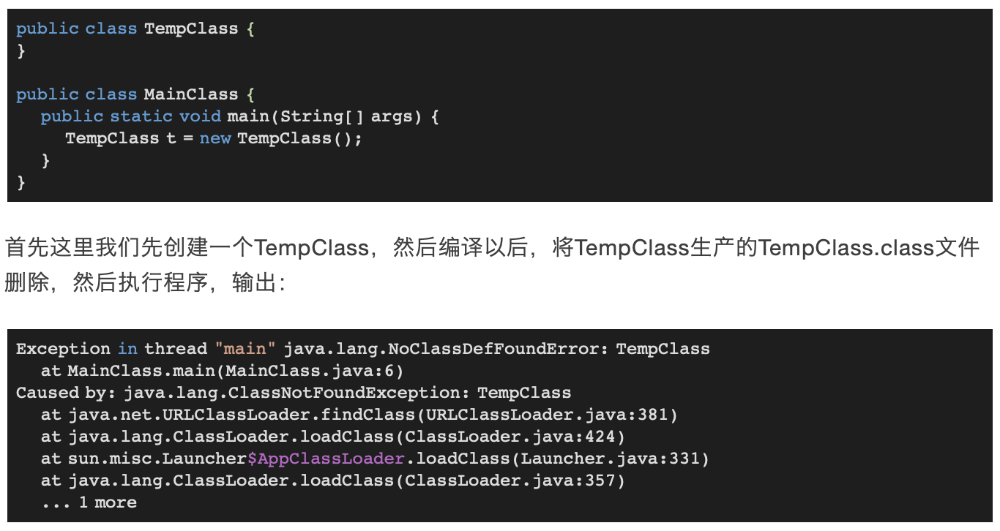 public class TempClass {
}
public class MainClass {
public static void main(String[] args) {
TempClass t = new TempClass();
}
}
首先这里我们先创建一个TempClass，然后编译以后，将TempClass生产的TempClass.class文件
删除，然后执行程序，输出：
Exception in thread "main" java.lang.NoClassDefFoundError: TempClass
at MainClass.main(MainClass.java:6)
Caused by: java.lang.ClassNotFoundException: TempClass
at java.net.URLClassLoader.findClass(URLClassLoader.java:381)
at java.lang.ClassLoader.loadClass(ClassLoader.java:424)
at sun.misc.Launcher$AppClassLoader.loadClass(Launcher.java:331)
at java.lang.ClassLoader.loadClass(ClassLoader.java:357)
... 1 more